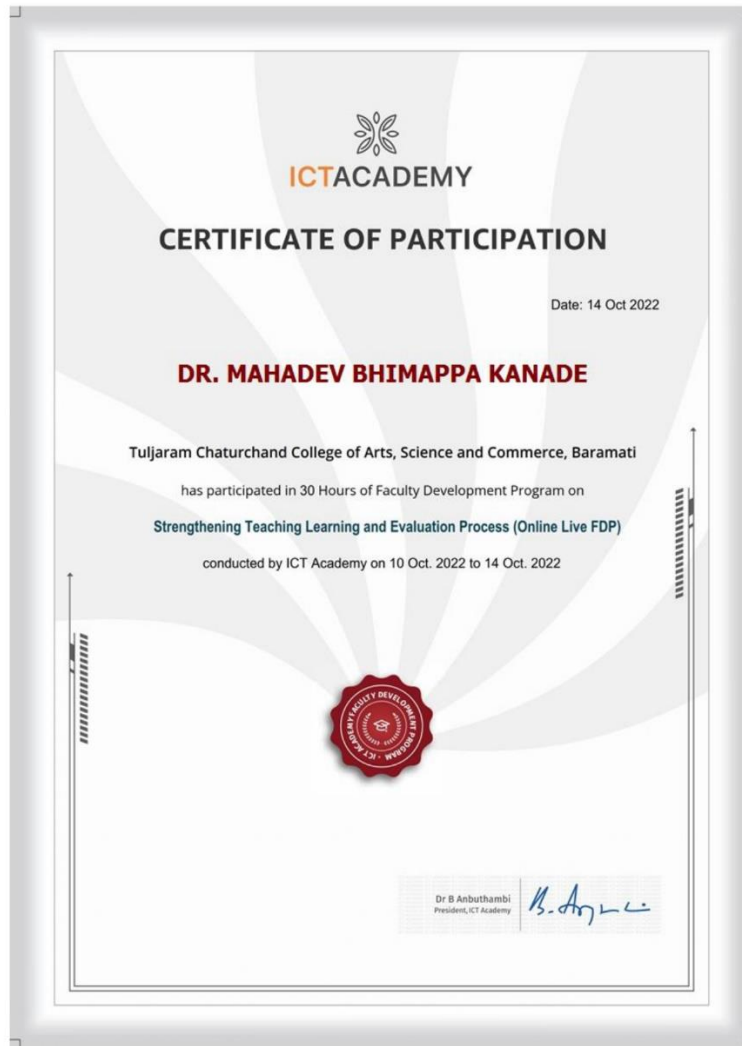 ICTACADEMY
CERTIFICATE OF PARTICIPATION
Date: 14 Oct 2022
DR. MAHADEV BHIMAPPA KANADE
Tuljaram Chaturchand College of Arts, Science and Commerce, Baramati
has participated in 30 Hours of Faculty Development Program on
Strengthening Teaching Learning and Evaluation Process (Online Live FDP)
conducted by ICT Academy on 10 Oct. 2022 to 14 Oct. 2022
FACULTY DEVELOPMENT PROGRAM · ICT ACADEMY
Dr B Anbuthambi
President, ICT Academy